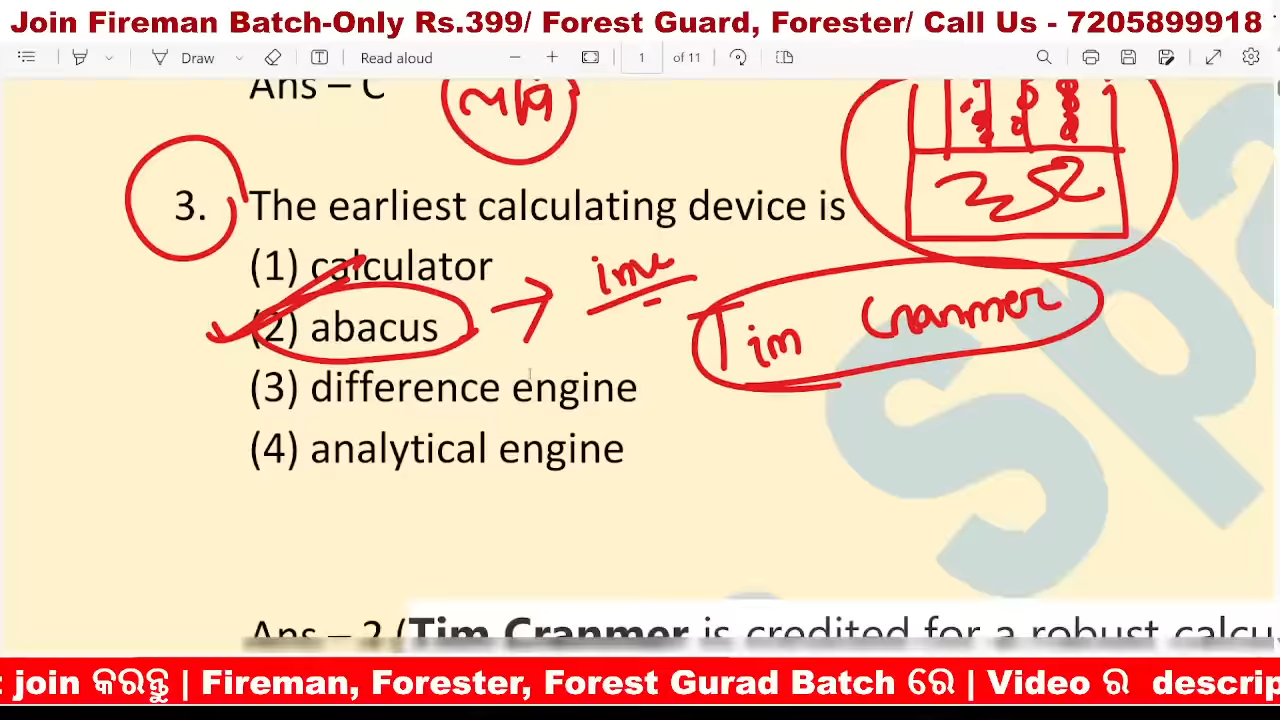 Join Fireman Batch-Only Rs.399/ Forest Guard, Forester/ Call Us - 7205899918
Draw
Read aloud
1 of 11
Ans – C
3. The earliest calculating device is
(1) calculator
(2) abacus
Tim Cranmer
(3) difference engine
(4) analytical engine
Ans – 2 (Tim Cranmer is credited for a robust calcu
join କରନ୍ତୁ | Fireman, Forester, Forest Gurad Batch ରେ | Video ର descrip